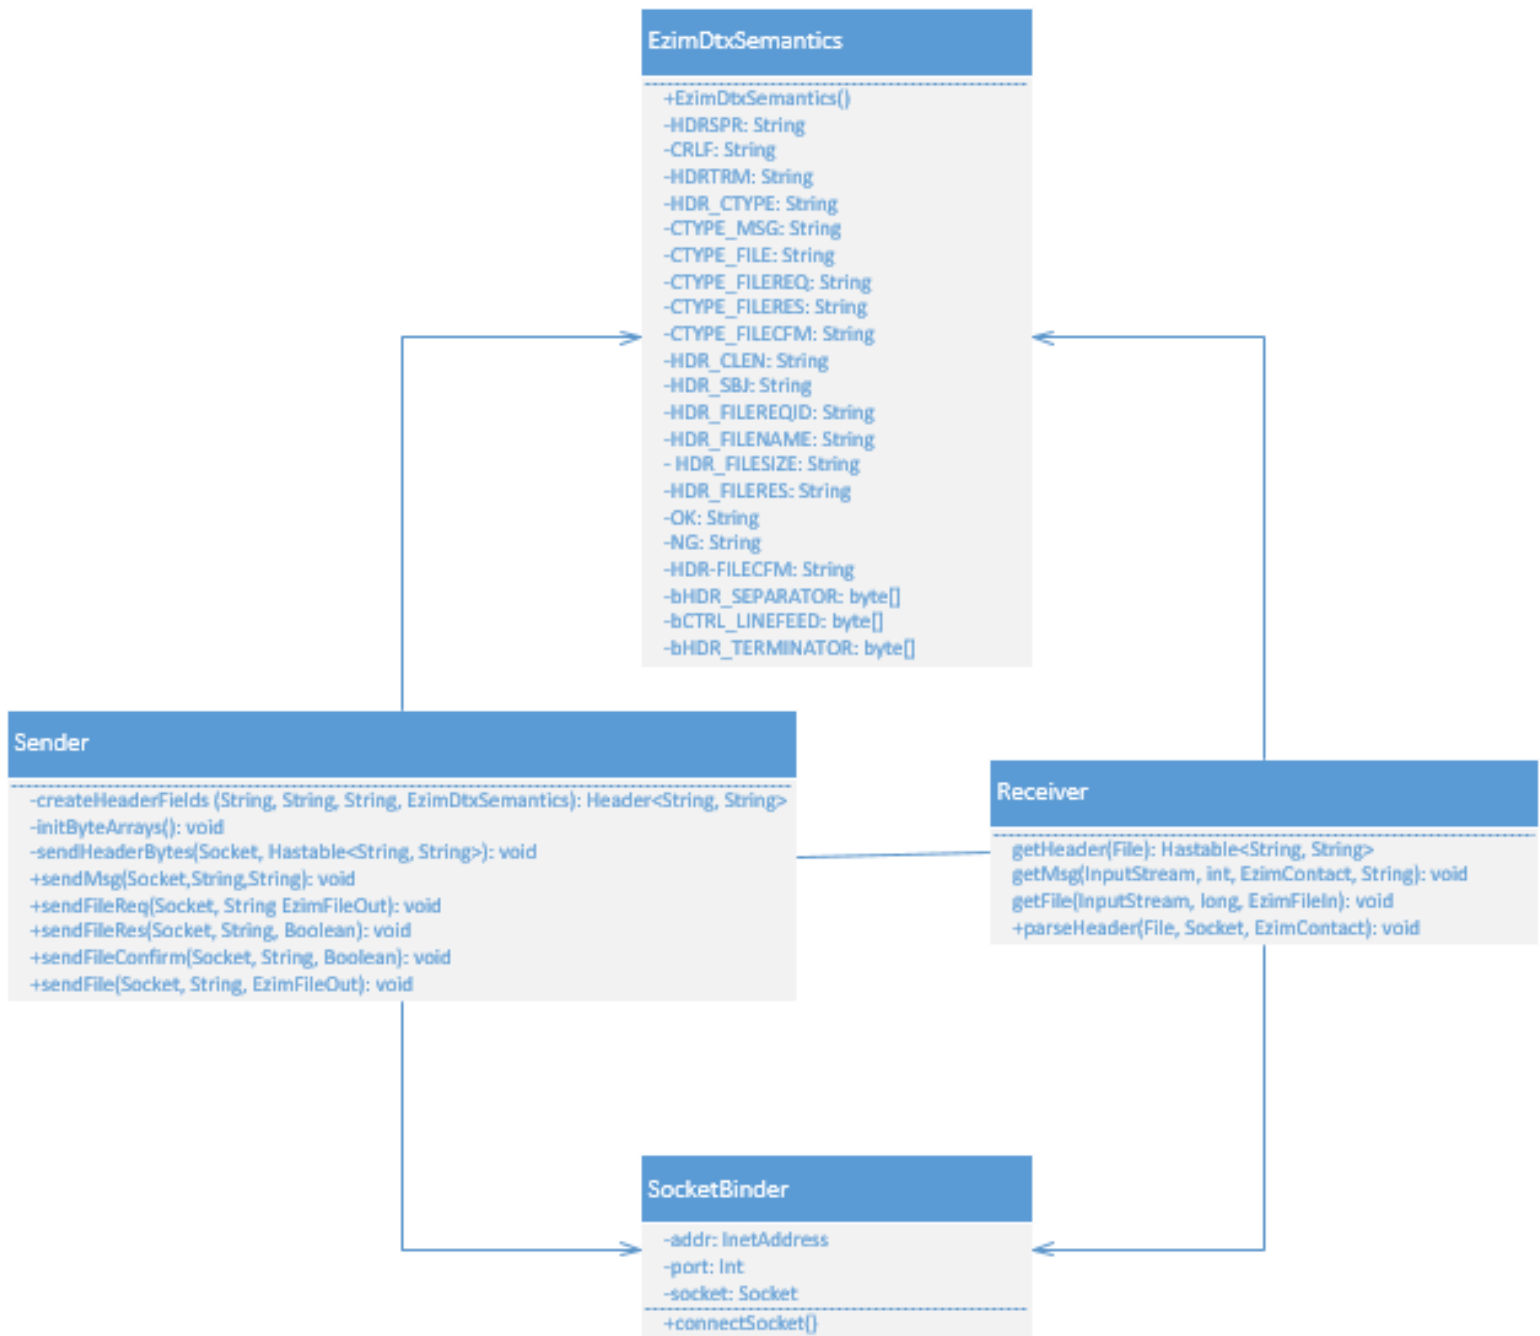 EzimDtxSemantics
+EzimDtxSemantics()
-HDRSPR: String
-CRLF: String
-HDRTRM: String
-HDR_CTYPE: String
-CTYPE_MSG: String
-CTYPE_FILE: String
-CTYPE_FILEREQ: String
-CTYPE_FILERES: String
-CTYPE_FILECFM: String
-HDR_CLEN: String
-HDR_SBJ: String
-HDR_FILEREQID: String
-HDR_FILENAME: String
- HDR_FILESIZE: String
-HDR_FILERES: String
-OK: String
-NG: String
-HDR-FILECFM: String
-bHDR_SEPARATOR: byte[]
-bCTRL_LINEFEED: byte[]
-bHDR_TERMINATOR: byte[]
Sender
-createHeaderFields (String, String, String, EzimDtxSemantics): Header<String, String>
-initByteArrays(): void
-sendHeaderBytes(Socket, Hastable<String, String>): void
+sendMsg(Socket,String,String): void
+sendFileReq(Socket, String EzimFileOut): void
+sendFileRes(Socket, String, Boolean): void
+sendFileConfirm(Socket, String, Boolean): void
+sendFile(Socket, String, EzimFileOut): void
Receiver
getHeader(File): Hastable<String, String>
getMsg(InputStream, int, EzimContact, String): void
getFile(InputStream, long, EzimFileIn): void
+parseHeader(File, Socket, EzimContact): void
SocketBinder
-addr: InetAddress
-port: Int
-socket: Socket
+connectSocket()